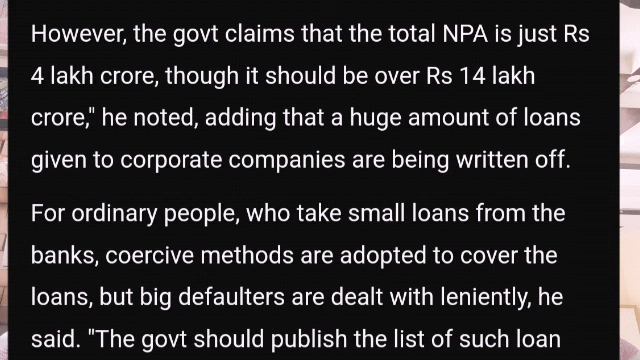 However, the govt claims that the total NPA is just Rs
4 lakh crore, though it should be over Rs 14 lakh
crore," he noted, adding that a huge amount of loans
given to corporate companies are being written off.
For ordinary people, who take small loans from the
banks, coercive methods are adopted to cover the
loans, but big defaulters are dealt with leniently, he
said. "The govt should publish the list of such loan